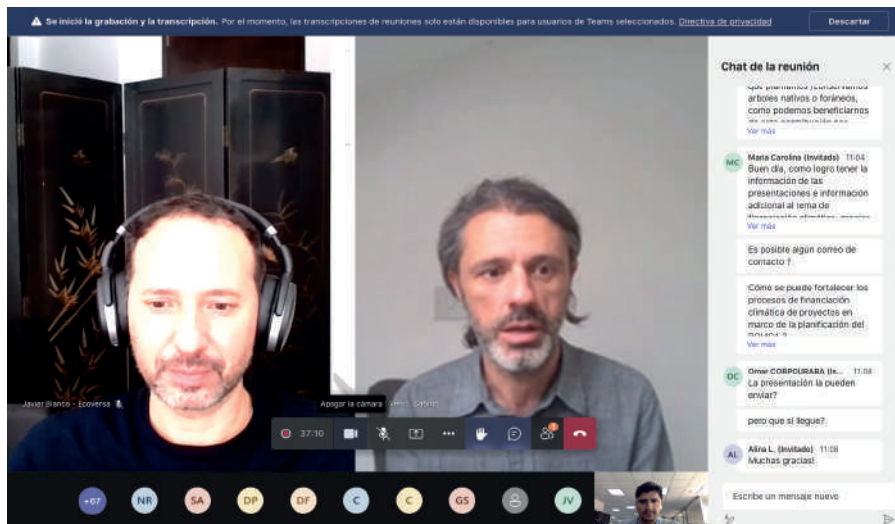 Se inició la grabación y la transcripción. Por el momento, las transcripciones de reuniones solo están disponibles para usuarios de Teams seleccionados. Directiva de privacidad
Descartar
Chat de la reunión
arboles nativos o foráneos,
como podemos beneficiarnos
Ver más
MC
Maria Carolina (Invitado) 11:04
Buen día, como logro tener la
información de las
presentaciones e información
adicional al tema de
Ver más
Es posible algun correo de
contacto ?
Cómo se puede fortalecer los
procesos de financiación
climática de proyectos en
marco de la planificación del
Ver más
OC
Omar CORPOURABA (Is... 11:08
La presentación la pueden
enviar?
pero que si llegue?
AL
Alina L. (Invitado) 11:08
Muchas gracias!
Escribe un mensaje nuevo
Javier Blanco - Ecoversa
Apagar la cámara
37:10
1
+67
NR
SA
DP
DF
C
C
GS
JV